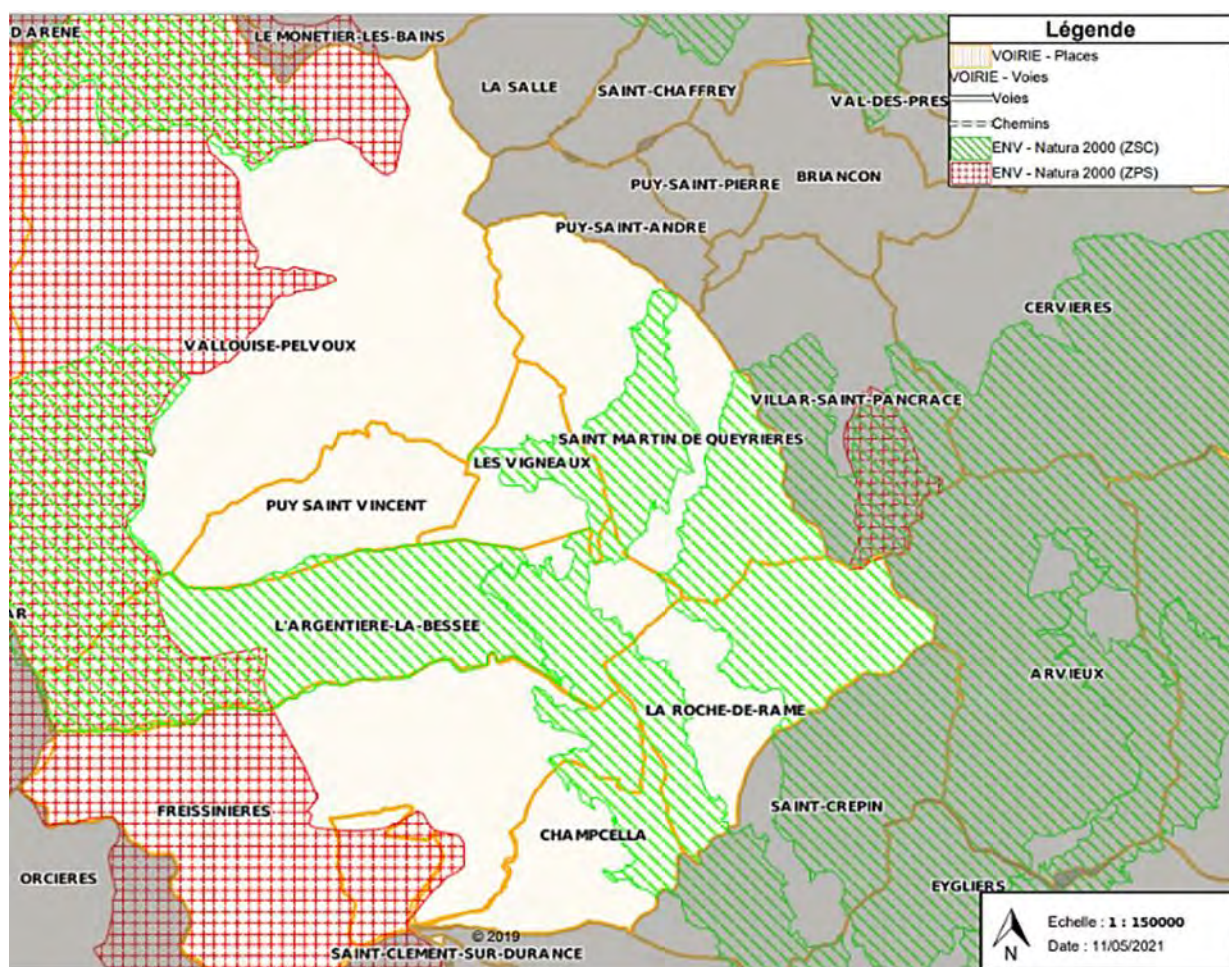 D ARENE
LE MONETIER-LES-BAINS
LA SALLE
SAINT-CHAFFREY
VAL-DES-PRES
PUY-SAINT-PIERRE
BRIANCON
PUY-SAINT-ANDRE
CERVIERES
VALLOUISE-PELVOUX
VILLAR-SAINT-PANCRACE
SAINT MARTIN DE QUEYRIERES
LES VIGNEAUX
PUY SAINT VINCENT
AR
L'ARGENTIERE-LA-BESSEE
ARVIEUX
LA ROCHE-DE-RAME
FREISSINIERES
SAINT-CREPIN
CHAMPCELLA
ORCIERES
EYGLIERS
© 2019
SAINT-CLEMENT-SUR-DURANCE
Légende
VOIRIE - Places
VOIRIE - Voies
Voies
Chemins
ENV - Natura 2000 (ZSC)
ENV - Natura 2000 (ZPS)
N
Echelle : 1 : 150000
Date : 11/05/2021